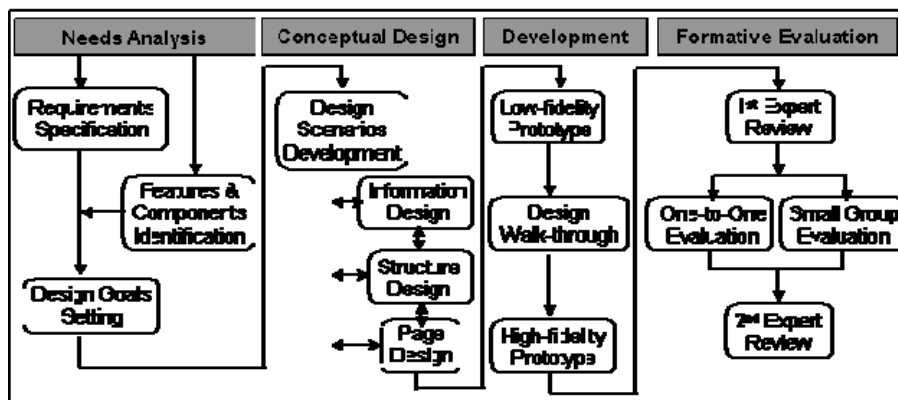 Needs Analysis
Requirements
Specification
Features &
Components
Identification
Design Goals
Setting
Conceptual Design
Design
Scenarios
Development
Information
Design
Structure
Design
Page
Design
Development
Low-fidelity
Prototype
Design
Walk-through
High-fidelity
Prototype
Formative Evaluation
1st Expert
Review
One-to-One
Evaluation
Small Group
Evaluation
2nd Expert
Review